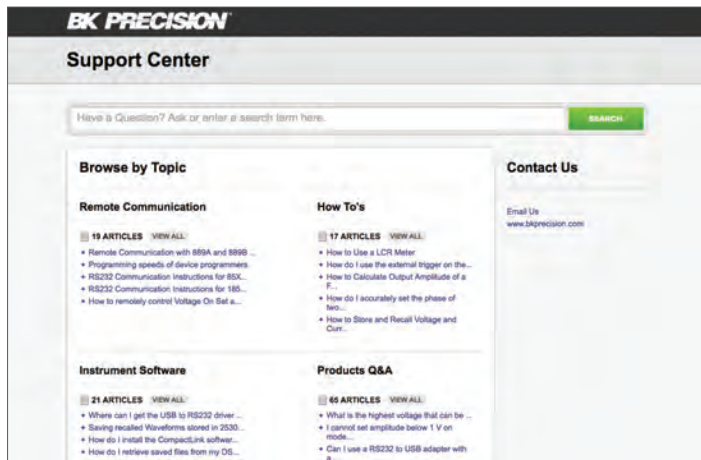 BK PRECISION
Support Center
Have a Question? Ask or enter a search term here.
SEARCH
Browse by Topic
Remote Communication
19 ARTICLES VIEW ALL
Remote Communication with 889A and 889B ...
Programming speeds of device programmers
RS232 Communication Instructions for 85X...
RS232 Communication Instructions for 185...
How to remotely control Voltage On Set a...
How To's
17 ARTICLES VIEW ALL
How to Use a LCR Meter
How do I use the external trigger on the...
How to Calculate Output Amplitude of a
F...
How do I accurately set the phase of
two...
How to Store and Recall Voltage and
Curr...
Contact Us
Email Us
www.bkprecision.com
Instrument Software
21 ARTICLES VIEW ALL
Where can I get the USB to RS232 driver ...
Saving recalled Waveforms stored in 2530...
How do I install the CompactLink softwar...
How do I retrieve saved files from my DS...
Products Q&A
65 ARTICLES VIEW ALL
What is the highest voltage that can be ...
I cannot set amplitude below 1 V on
mode...
Can I use a RS232 to USB adapter with
a...